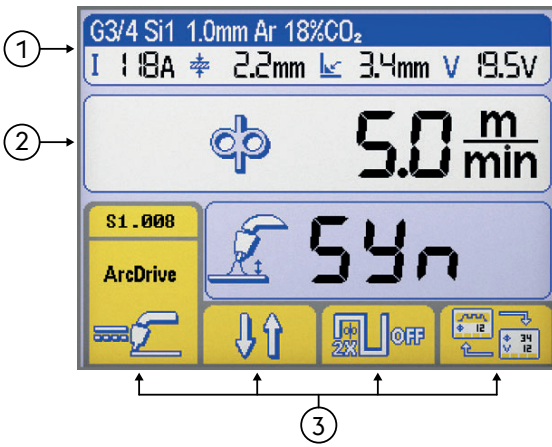 G3/4 Si1 1.0mm Ar 18%CO₂
I 118A 2.2mm 3.4mm V 19.5V
1
2
5.0 m/min
S1.008
ArcDrive
Syn
2X OFF
12 34
V 12
3